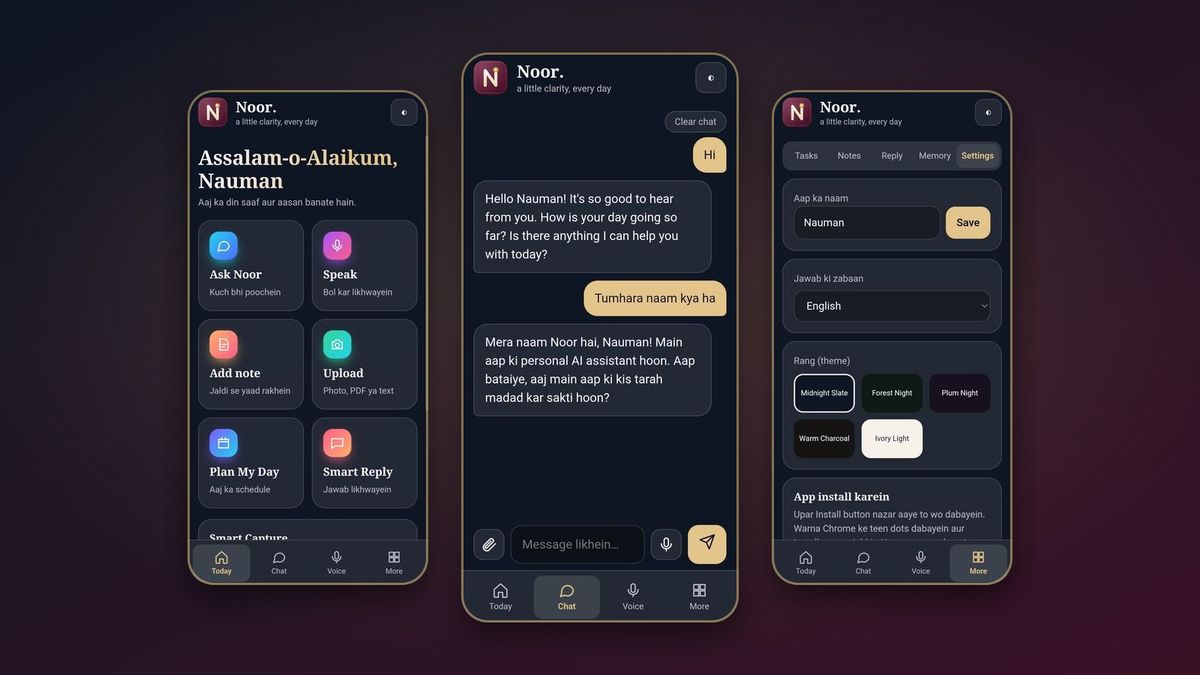 Noor.
a little clarity, every day
Assalam-o-Alaikum,
Nauman
Aaj ka din saaf aur aasan banate hain.
Ask Noor
Kuch bhi poochein
Speak
Bol kar likhwayein
Add note
Jaldi se yaad rakhein
Upload
Photo, PDF ya text
Plan My Day
Aaj ka schedule
Smart Reply
Jawab likhwayein
Smart Capture
Today
Chat
Voice
More
Noor.
a little clarity, every day
Clear chat
Hi
Hello Nauman! It's so good to hear
from you. How is your day going so
far? Is there anything I can help you
with today?
Tumhara naam kya ha
Mera naam Noor hai, Nauman! Main
aap ki personal AI assistant hoon. Aap
bataiye, aaj main aap ki kis tarah
madad kar sakti hoon?
Message likhein...
Today
Chat
Voice
More
Noor.
a little clarity, every day
Tasks
Notes
Reply
Memory
Settings
Aap ka naam
Nauman
Save
Jawab ki zabaan
English
Rang (theme)
Midnight Slate
Forest Night
Plum Night
Warm Charcoal
Ivory Light
App install karein
Upar Install button nazar aaye to wo dabayein.
Warna Chrome ke teen dots dabayein aur
Today
Chat
Voice
More